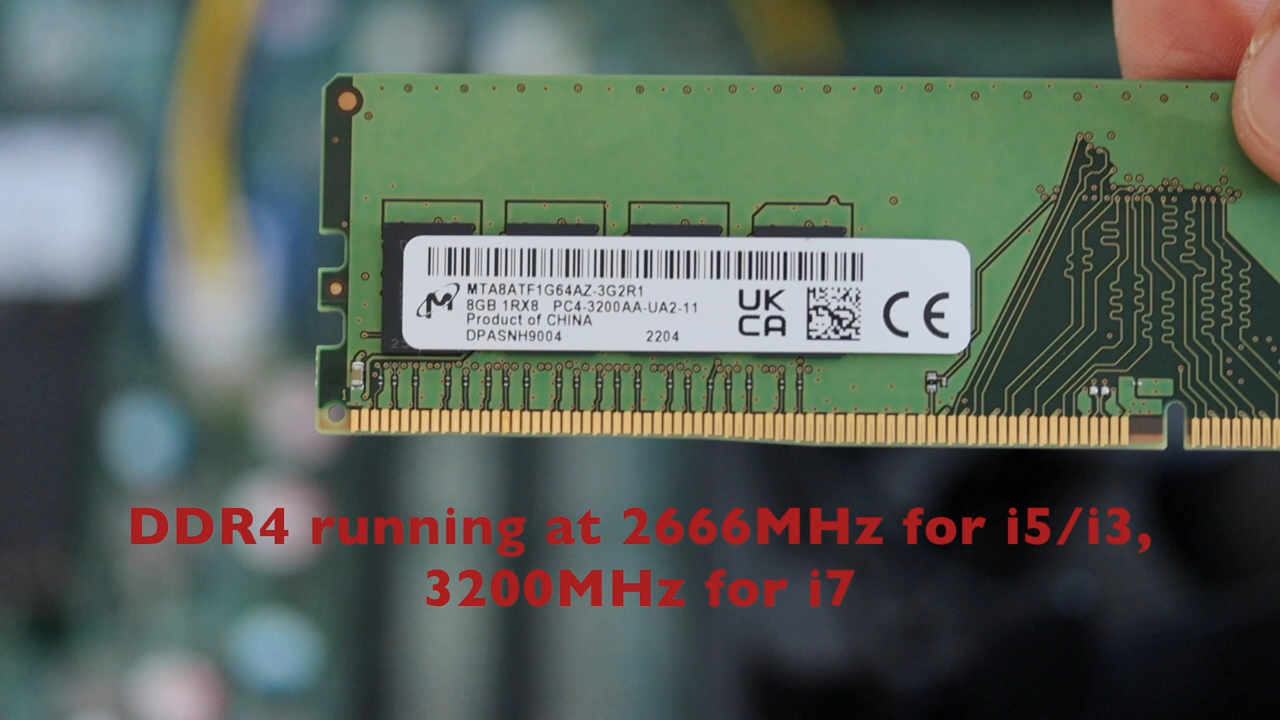 MTA8ATF1G64AZ-3G2R1
8GB 1RX8 PC4-3200AA-UA2-11
Product of CHINA
DPASNH9004 2204
UK
CA
CE
DDR4 running at 2666MHz for i5/i3,
3200MHz for i7